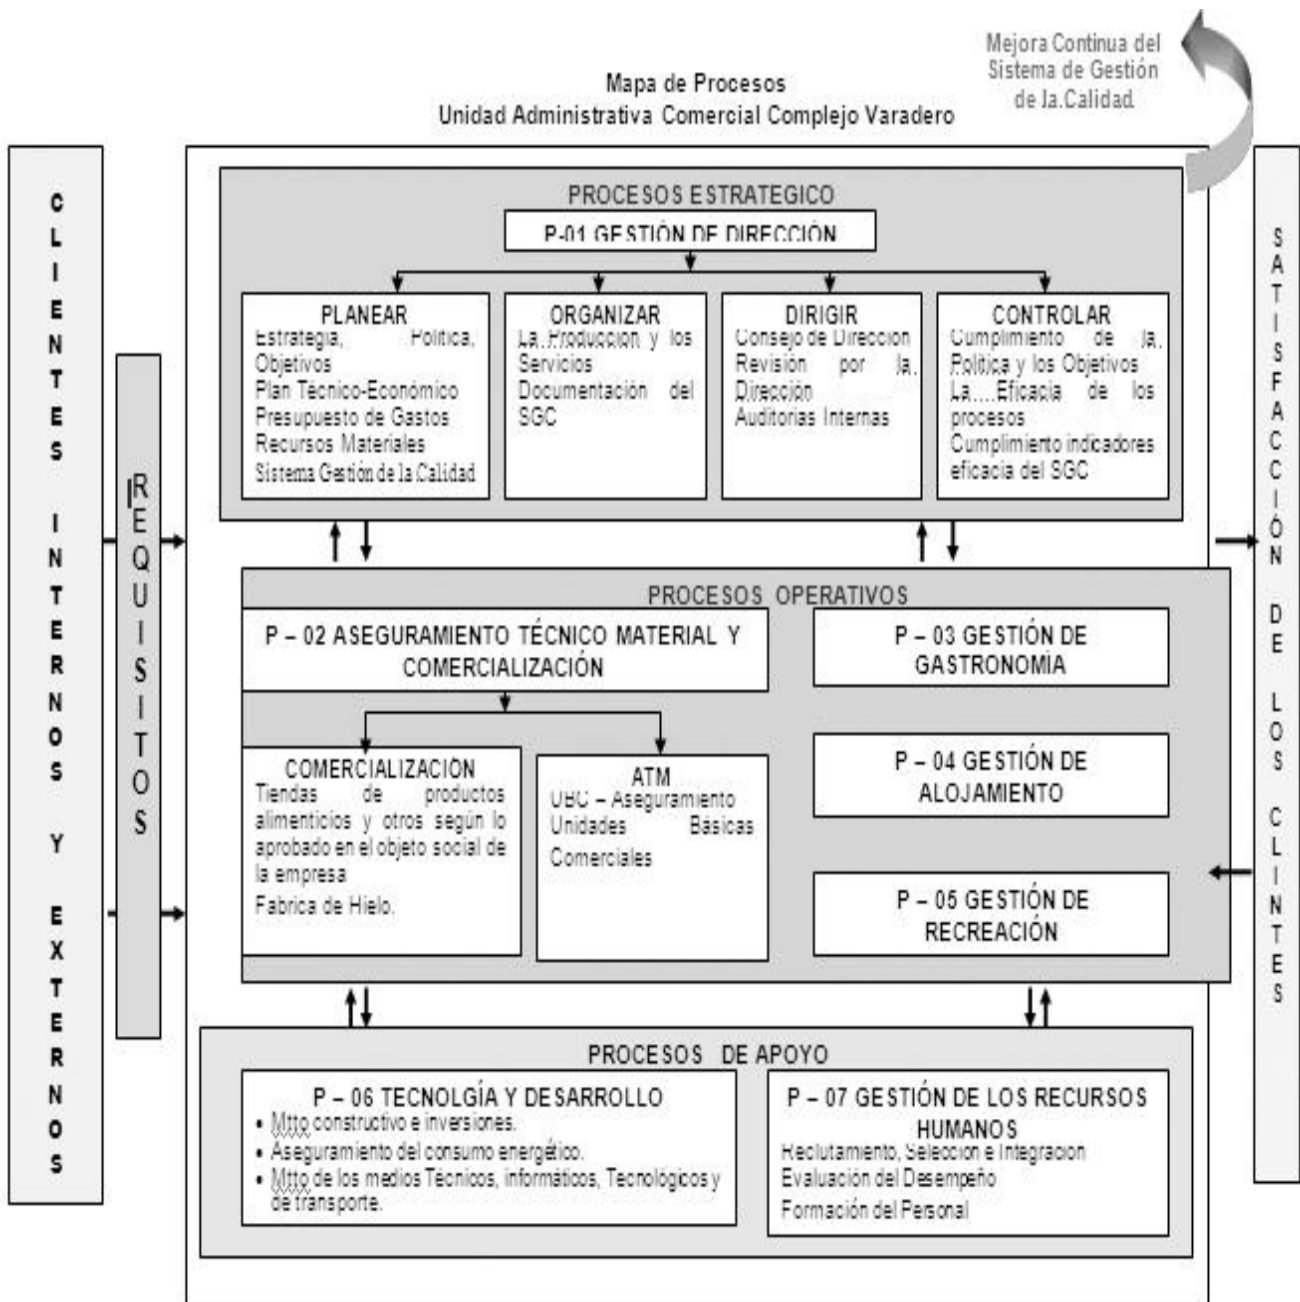 Mejora Continua del
Sistema de Gestión
de la Calidad
Mapa de Procesos
Unidad Administrativa Comercial Complejo Varadero
CLIENTES INTERNOS Y EXTERNOS
REQUISITOS
PROCESOS ESTRATEGICO
P-01 GESTIÓN DE DIRECCIÓN
PLANEAR
Estrategia, Política,
Objetivos
Plan Técnico-Económico
Presupuesto de Gastos
Recursos Materiales
Sistema Gestión de la Calidad
ORGANIZAR
La Producción y los
Servicios
Documentación del
SGC
DIRIGIR
Consejo de Dirección
Revisión por la
Dirección
Auditorias Internas
CONTROLAR
Cumplimiento de la
Política y los Objetivos
La Eficacia de los
procesos
Cumplimiento indicadores
eficacia del SGC
PROCESOS OPERATIVOS
P – 02 ASEGURAMIENTO TÉCNICO MATERIAL Y
COMERCIALIZACIÓN
COMERCIALIZACIÓN
Tiendas de productos
alimenticios y otros según lo
aprobado en el objeto social de
la empresa
Fabrica de Hielo.
ATM
UBC – Aseguramiento
Unidades Básicas
Comerciales
P – 03 GESTIÓN DE
GASTRONOMÍA
P – 04 GESTIÓN DE
ALOJAMIENTO
P – 05 GESTIÓN DE
RECREACIÓN
PROCESOS DE APOYO
P – 06 TECNOLGÍA Y DESARROLLO
• Mtto constructivo e inversiones.
• Aseguramiento del consumo energético.
• Mtto de los medios Técnicos, informáticos, Tecnológicos y
de transporte.
P – 07 GESTIÓN DE LOS RECURSOS
HUMANOS
Reclutamiento, Selección e Integración
Evaluación del Desempeño
Formación del Personal
SATISFACCIÓN DE LOS CLINTES